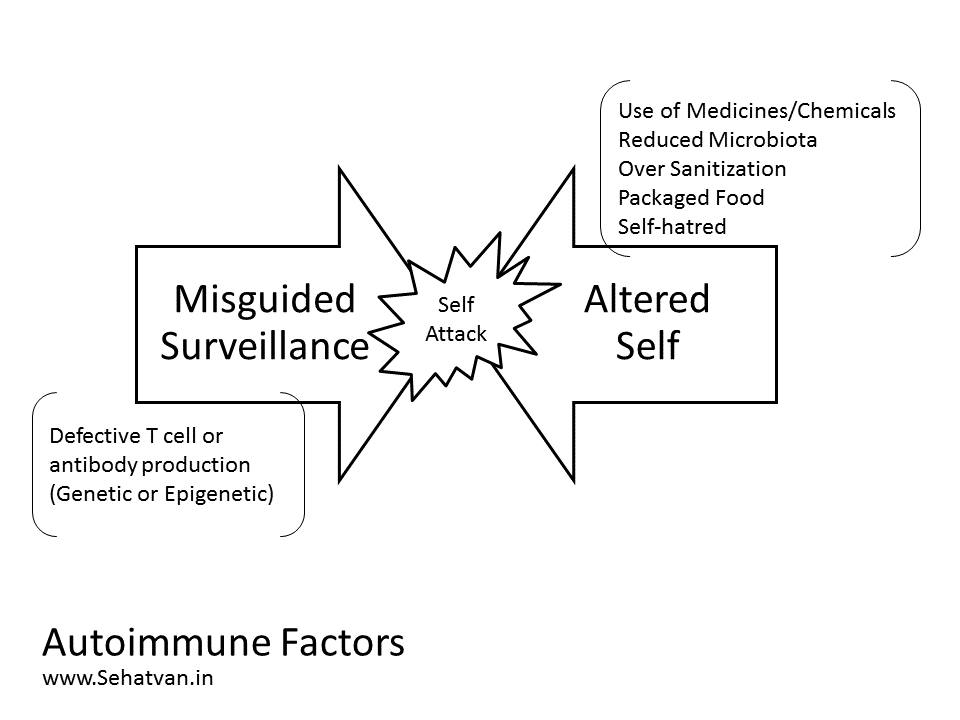 Use of Medicines/Chemicals
Reduced Microbiota
Over Sanitization
Packaged Food
Self-hatred
Misguided
Surveillance
Self
Attack
Altered
Self
Defective T cell or
antibody production
(Genetic or Epigenetic)
Autoimmune Factors
www.Sehatvan.in